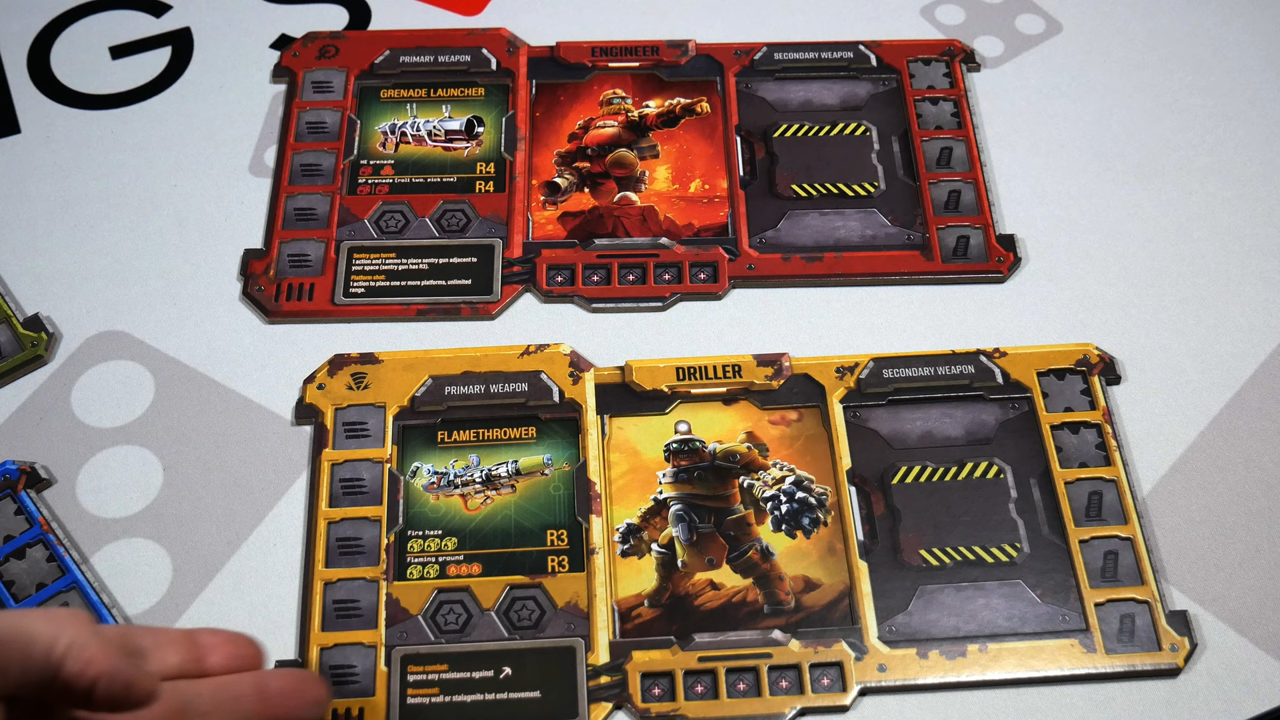 NGS
PRIMARY WEAPON
ENGINEER
SECONDARY WEAPON
GRENADE LAUNCHER
HE grenade
R4
AP grenade (roll two, pick one)
R4
Sentry gun turret:
1 action and 1 ammo to place sentry gun adjacent to
your space (sentry gun has R3).
Platform shot:
1 action to place one or more platforms, unlimited
range.
PRIMARY WEAPON
DRILLER
SECONDARY WEAPON
FLAMETHROWER
Fire haze
R3
Flaming ground
R3
Close combat:
Ignore any resistance against
Movement:
Destroy wall or stalagmite but end movement.